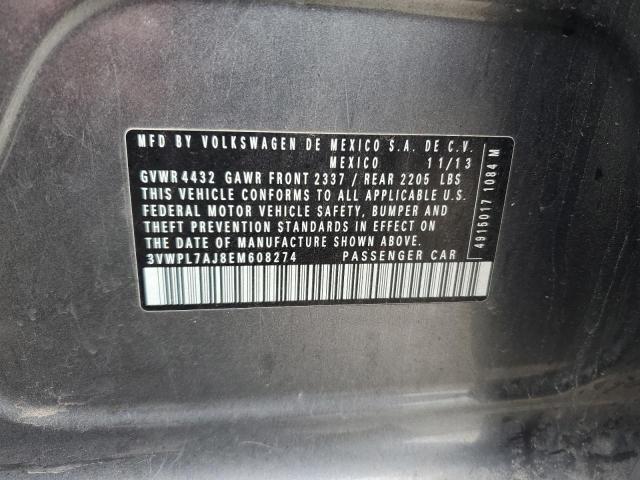 MFD BY VOLKSWAGEN DE MEXICO S.A. DE C.V.
MEXICO 11/13
GVWR 4432 GAWR FRONT 2337 / REAR 2205 LBS
THIS VEHICLE CONFORMS TO ALL APPLICABLE U.S.
FEDERAL MOTOR VEHICLE SAFETY, BUMPER AND
THEFT PREVENTION STANDARDS IN EFFECT ON
THE DATE OF MANUFACTURE SHOWN ABOVE.
3VWPL7AJ8EM608274 PASSENGER CAR
4915017 1084 M